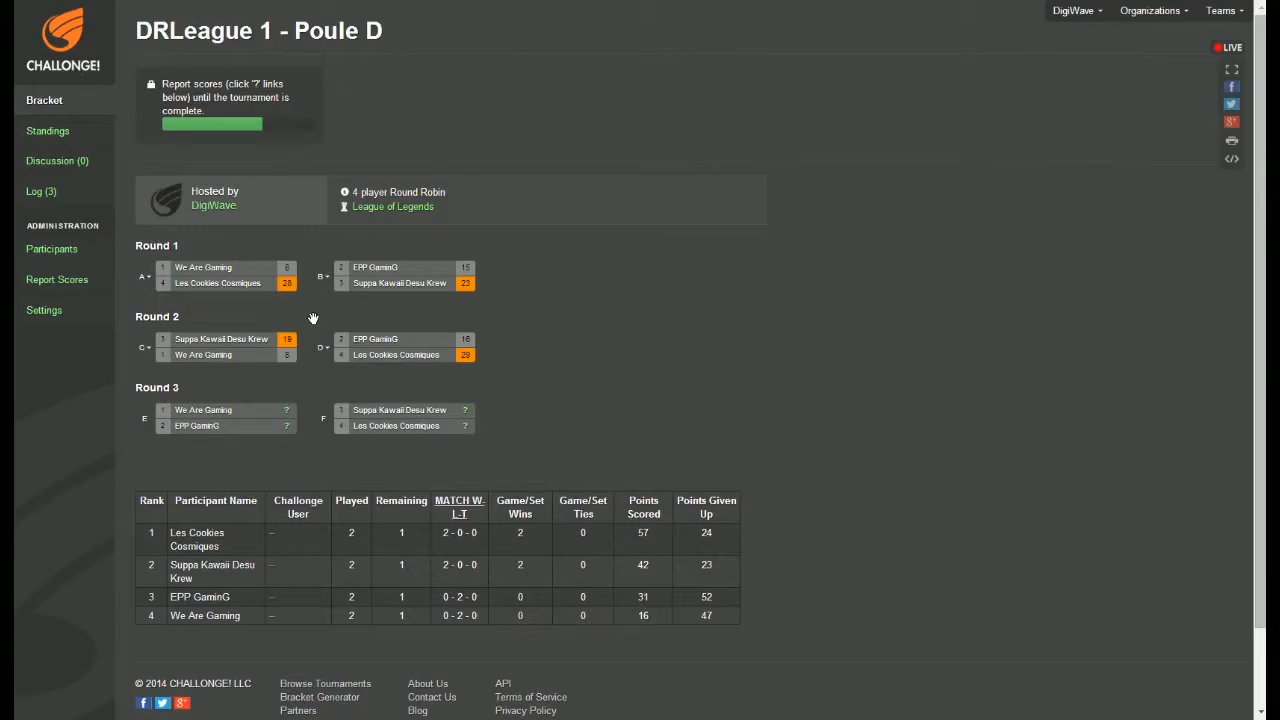 DigiWave
Organizations
Teams
CHALLONGE!
DRLeague 1 - Poule D
LIVE
Report scores (click '?' links
below) until the tournament is
complete.
Bracket
Standings
Discussion (0)
Log (3)
ADMINISTRATION
Participants
Report Scores
Settings
Hosted by
DigiWave
4 player Round Robin
League of Legends
Round 1
A 1 We Are Gaming 8
4 Les Cookies Cosmiques 28
B 2 EPP GaminG 15
3 Suppa Kawaii Desu Krew 23
Round 2
C 3 Suppa Kawaii Desu Krew 19
1 We Are Gaming 8
D 2 EPP GaminG 16
4 Les Cookies Cosmiques 29
Round 3
E 1 We Are Gaming ?
2 EPP GaminG ?
F 3 Suppa Kawaii Desu Krew ?
4 Les Cookies Cosmiques ?
Rank Participant Name Challonge User Played Remaining MATCH W-L-T Game/Set Wins Game/Set Ties Points Scored Points Given Up
1 Les Cookies Cosmiques – 2 1 2 - 0 - 0 2 0 57 24
2 Suppa Kawaii Desu Krew – 2 1 2 - 0 - 0 2 0 42 23
3 EPP GaminG – 2 1 0 - 2 - 0 0 0 31 52
4 We Are Gaming – 2 1 0 - 2 - 0 0 0 16 47
© 2014 CHALLONGE! LLC
Browse Tournaments
Bracket Generator
Partners
About Us
Contact Us
Blog
API
Terms of Service
Privacy Policy